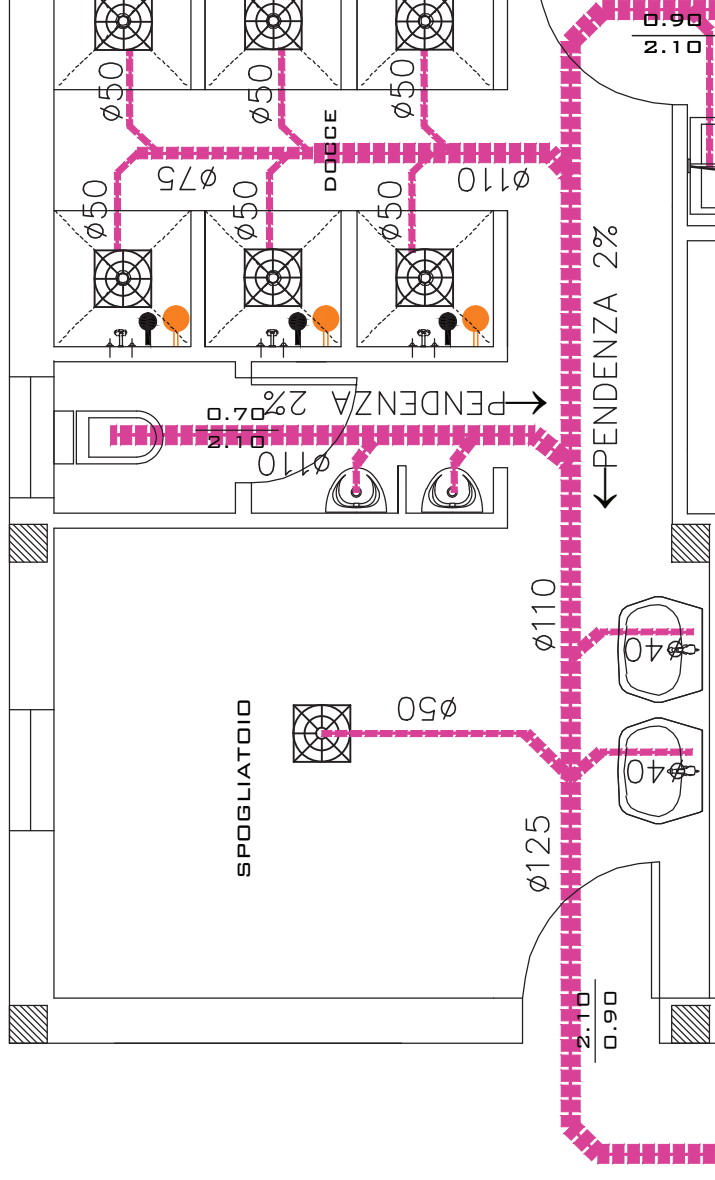 0.90
2.10
ø50
ø50
ø50
DOCCE
ø75
ø110
ø50
ø50
ø50
PENDENZA 2%
PENDENZA 2%
0.70
2.10
ø110
ø110
ø40
ø50
SPOGLIATOIO
ø40
ø125
2.10
0.90